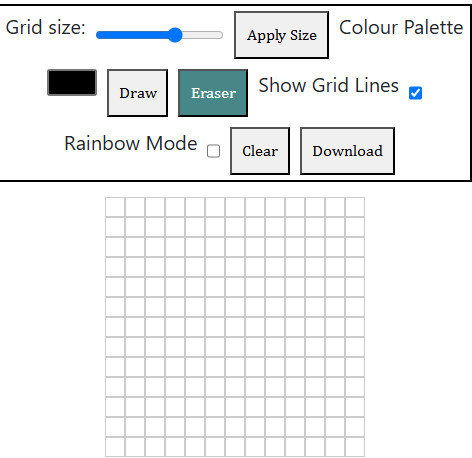 Grid size: Apply Size Colour Palette
Draw Eraser Show Grid Lines
Rainbow Mode Clear Download